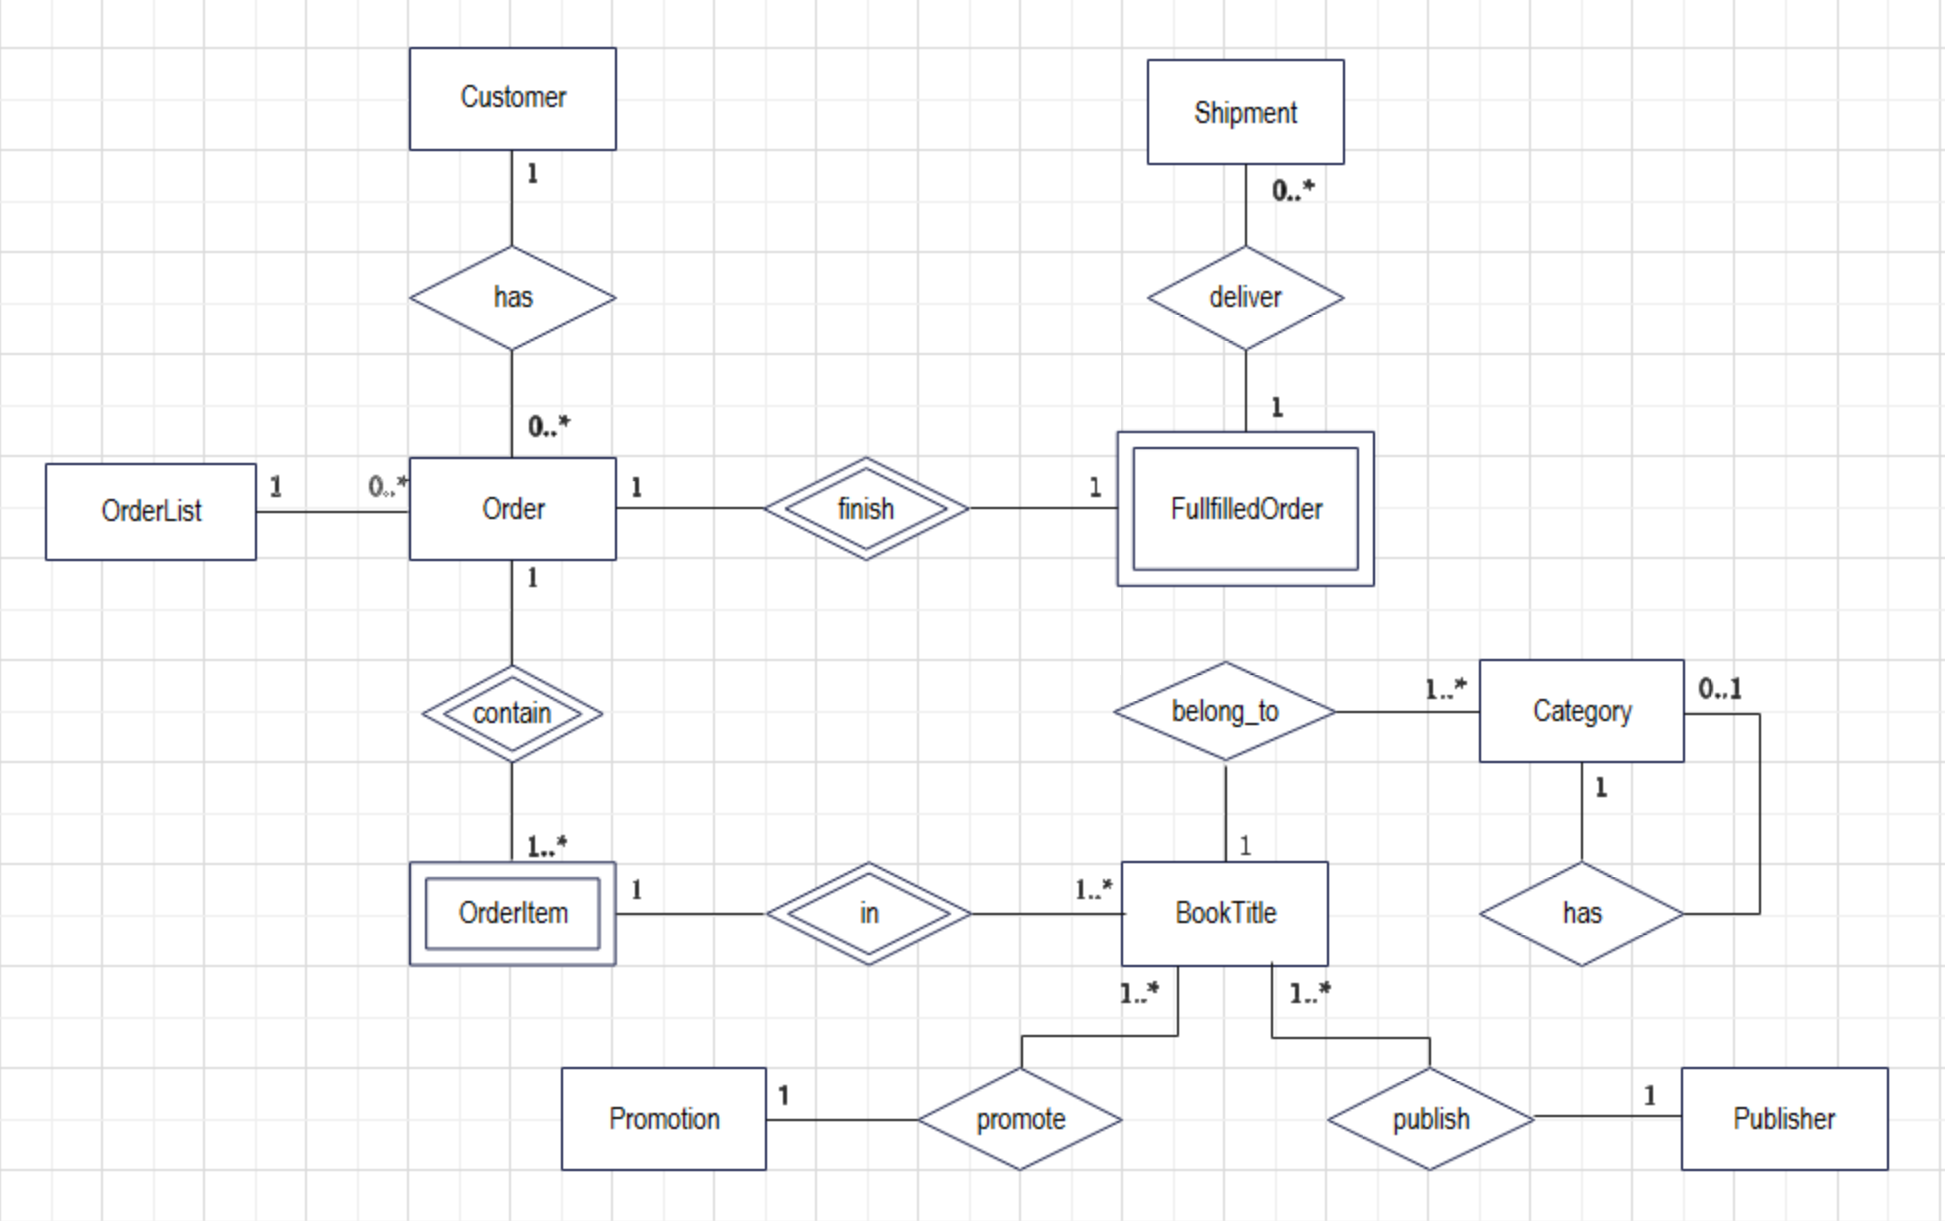 Customer
Shipment
1
0..*
has
deliver
0..*
1
OrderList
1
0..*
Order
1
finish
1
FullfilledOrder
1
contain
belong_to
1..*
Category
0..1
1
1..*
1
OrderItem
1
in
1..*
BookTitle
has
1..*
1..*
Promotion
1
promote
publish
1
Publisher